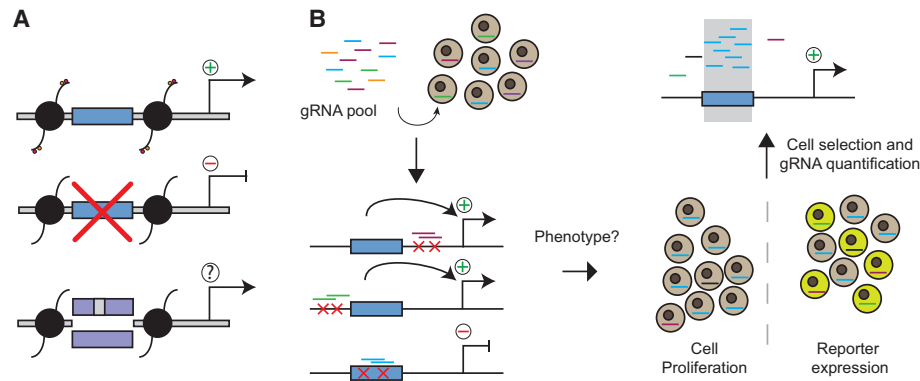 A
B
+
−
?
gRNA pool
+
+
−
Phenotype?
+
Cell selection and
gRNA quantification
Cell
Proliferation
Reporter
expression